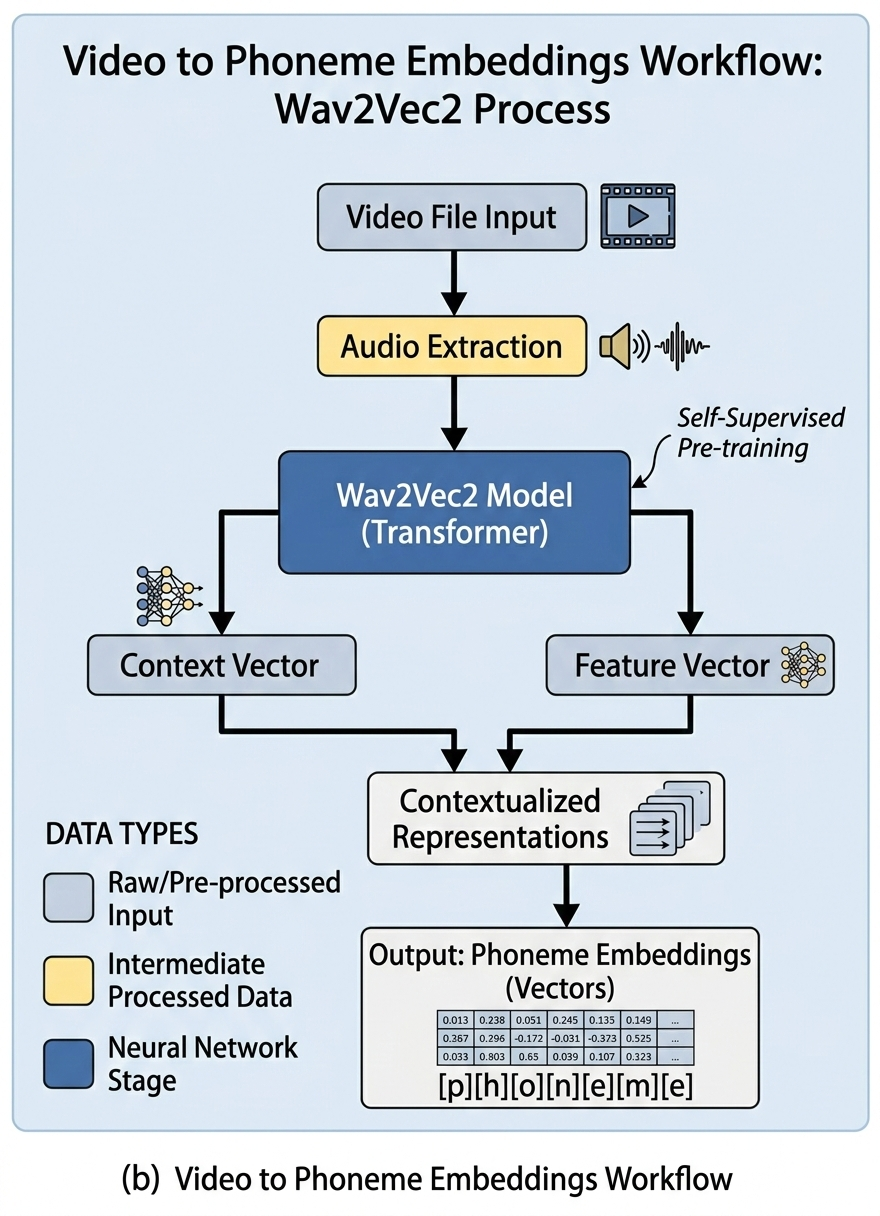 Video to Phoneme Embeddings Workflow:
Wav2Vec2 Process
Video File Input
Audio Extraction
Self-Supervised
Pre-training
Wav2Vec2 Model
(Transformer)
Context Vector
Feature Vector
Contextualized
Representations
DATA TYPES
Raw/Pre-processed
Input
Intermediate
Processed Data
Neural Network
Stage
Output: Phoneme Embeddings
(Vectors)
0.013 0.238 0.051 0.245 0.135 0.149 ...
0.367 0.296 -0.172 -0.031 -0.373 0.525 ...
0.033 0.803 0.65 0.039 0.107 0.323 ...
[p][h][o][n][e][m][e]
(b) Video to Phoneme Embeddings Workflow